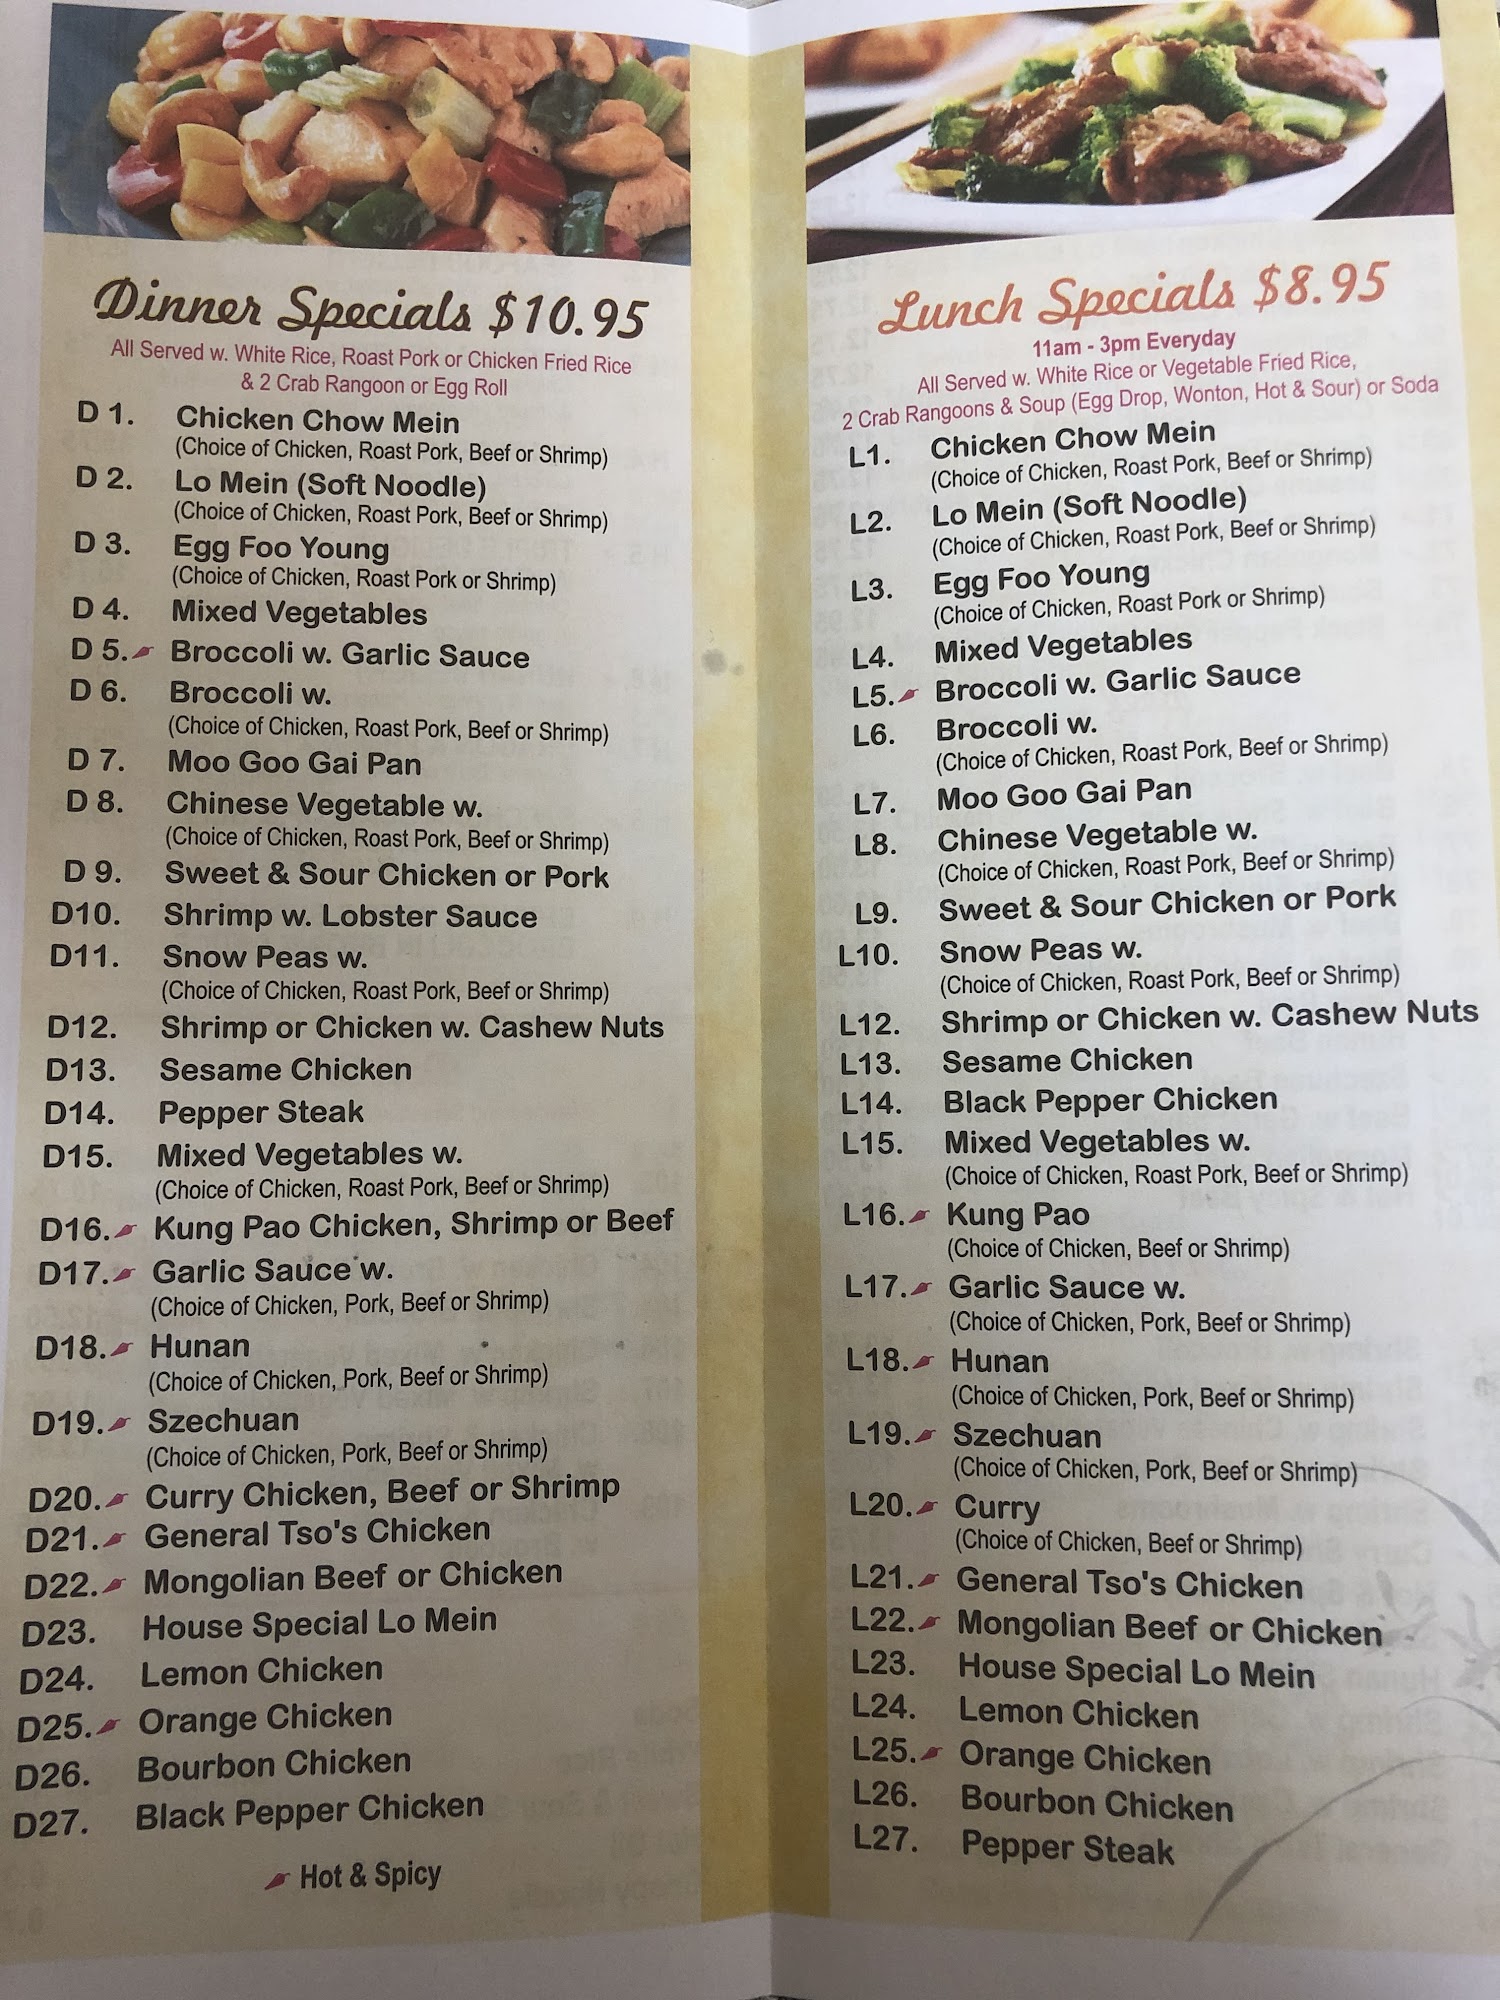 Dinner Specials $10.95
All Served w. White Rice, Roast Pork or Chicken Fried Rice
& 2 Crab Rangoon or Egg Roll
D 1. Chicken Chow Mein
(Choice of Chicken, Roast Pork, Beef or Shrimp)
D 2. Lo Mein (Soft Noodle)
(Choice of Chicken, Roast Pork, Beef or Shrimp)
D 3. Egg Foo Young
(Choice of Chicken, Roast Pork or Shrimp)
D 4. Mixed Vegetables
D 5. Broccoli w. Garlic Sauce
D 6. Broccoli w.
(Choice of Chicken, Roast Pork, Beef or Shrimp)
D 7. Moo Goo Gai Pan
D 8. Chinese Vegetable w.
(Choice of Chicken, Roast Pork, Beef or Shrimp)
D 9. Sweet & Sour Chicken or Pork
D10. Shrimp w. Lobster Sauce
D11. Snow Peas w.
(Choice of Chicken, Roast Pork, Beef or Shrimp)
D12. Shrimp or Chicken w. Cashew Nuts
D13. Sesame Chicken
D14. Pepper Steak
D15. Mixed Vegetables w.
(Choice of Chicken, Roast Pork, Beef or Shrimp)
D16. Kung Pao Chicken, Shrimp or Beef
D17. Garlic Sauce w.
(Choice of Chicken, Pork, Beef or Shrimp)
D18. Hunan
(Choice of Chicken, Pork, Beef or Shrimp)
D19. Szechuan
(Choice of Chicken, Pork, Beef or Shrimp)
D20. Curry Chicken, Beef or Shrimp
D21. General Tso's Chicken
D22. Mongolian Beef or Chicken
D23. House Special Lo Mein
D24. Lemon Chicken
D25. Orange Chicken
D26. Bourbon Chicken
D27. Black Pepper Chicken
Hot & Spicy
Lunch Specials $8.95
11am - 3pm Everyday
All Served w. White Rice or Vegetable Fried Rice,
2 Crab Rangoons & Soup (Egg Drop, Wonton, Hot & Sour) or Soda
L1. Chicken Chow Mein
(Choice of Chicken, Roast Pork, Beef or Shrimp)
L2. Lo Mein (Soft Noodle)
(Choice of Chicken, Roast Pork, Beef or Shrimp)
L3. Egg Foo Young
(Choice of Chicken, Roast Pork or Shrimp)
L4. Mixed Vegetables
L5. Broccoli w. Garlic Sauce
L6. Broccoli w.
(Choice of Chicken, Roast Pork, Beef or Shrimp)
L7. Moo Goo Gai Pan
L8. Chinese Vegetable w.
(Choice of Chicken, Roast Pork, Beef or Shrimp)
L9. Sweet & Sour Chicken or Pork
L10. Snow Peas w.
(Choice of Chicken, Roast Pork, Beef or Shrimp)
L12. Shrimp or Chicken w. Cashew Nuts
L13. Sesame Chicken
L14. Black Pepper Chicken
L15. Mixed Vegetables w.
(Choice of Chicken, Roast Pork, Beef or Shrimp)
L16. Kung Pao
(Choice of Chicken, Beef or Shrimp)
L17. Garlic Sauce w.
(Choice of Chicken, Pork, Beef or Shrimp)
L18. Hunan
(Choice of Chicken, Pork, Beef or Shrimp)
L19. Szechuan
(Choice of Chicken, Pork, Beef or Shrimp)
L20. Curry
(Choice of Chicken, Beef or Shrimp)
L21. General Tso's Chicken
L22. Mongolian Beef or Chicken
L23. House Special Lo Mein
L24. Lemon Chicken
L25. Orange Chicken
L26. Bourbon Chicken
L27. Pepper Steak